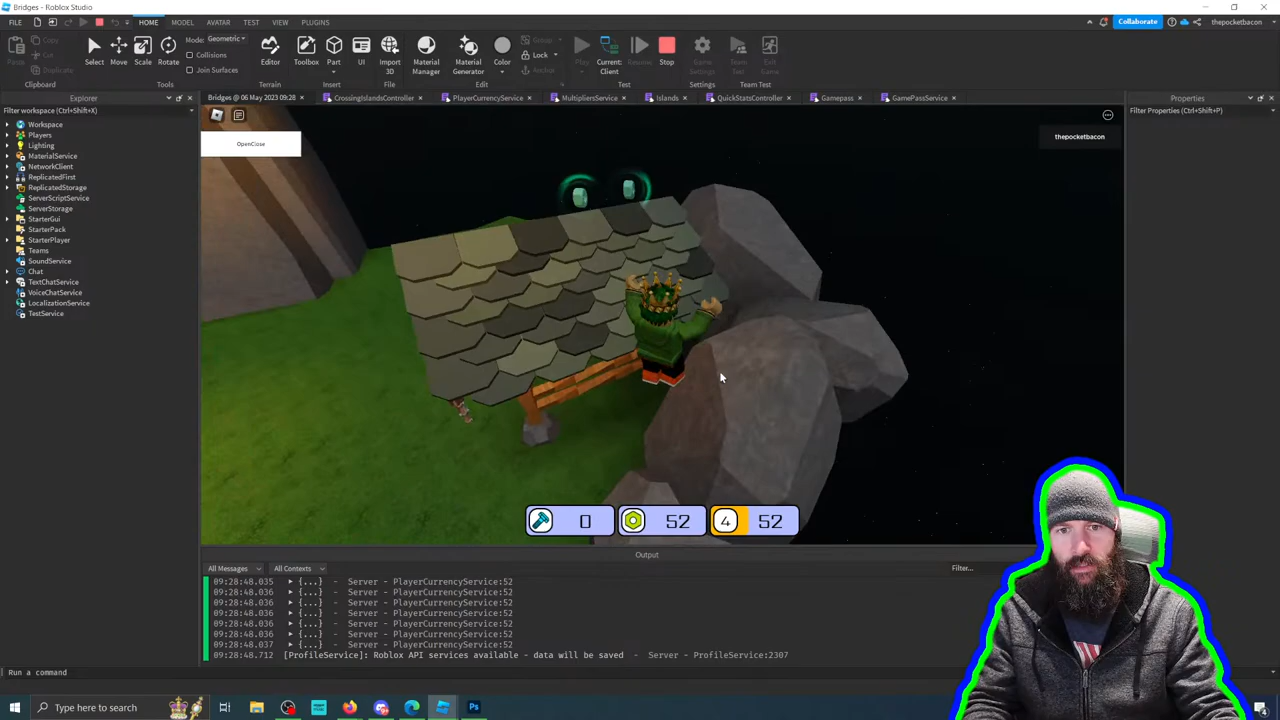 Bridges - Roblox Studio
FILE HOME MODEL AVATAR TEST VIEW PLUGINS Collaborate thepocketbacon
Paste Copy Cut Duplicate Select Move Scale Rotate Mode: Geometric Collisions Join Surfaces Editor Toolbox Part UI Import 3D Material Manager Material Generator Color Group Lock Anchor Play Current: Client Resume Stop Game Settings Team Test Exit Game
Clipboard Tools Insert File Edit Test Settings Team Test
Explorer Bridges @ 06 May 2023 09:28 CrossingIslandsController PlayerCurrencyService MultipliersService Islands QuickStatsController Gamepass GamePassService Properties
Filter workspace (Ctrl+Shift+X)
Filter Properties (Ctrl+Shift+P)
Workspace
Players
Lighting
MaterialService
NetworkClient
ReplicatedFirst
ReplicatedStorage
ServerScriptService
ServerStorage
StarterGui
StarterPack
StarterPlayer
Teams
SoundService
Chat
TextChatService
VoiceChatService
LocalizationService
TestService
OpenClose
thepocketbacon
0 52 4 52
Output
All Messages All Contexts Filter...
09:28:48.035 {...} - Server - PlayerCurrencyService:52
09:28:48.036 {...} - Server - PlayerCurrencyService:52
09:28:48.036 {...} - Server - PlayerCurrencyService:52
09:28:48.036 {...} - Server - PlayerCurrencyService:52
09:28:48.036 {...} - Server - PlayerCurrencyService:52
09:28:48.036 {...} - Server - PlayerCurrencyService:52
09:28:48.037 {...} - Server - PlayerCurrencyService:52
09:28:48.712 [ProfileService]: Roblox API services available - data will be saved - Server - ProfileService:2307
Run a command
Type here to search